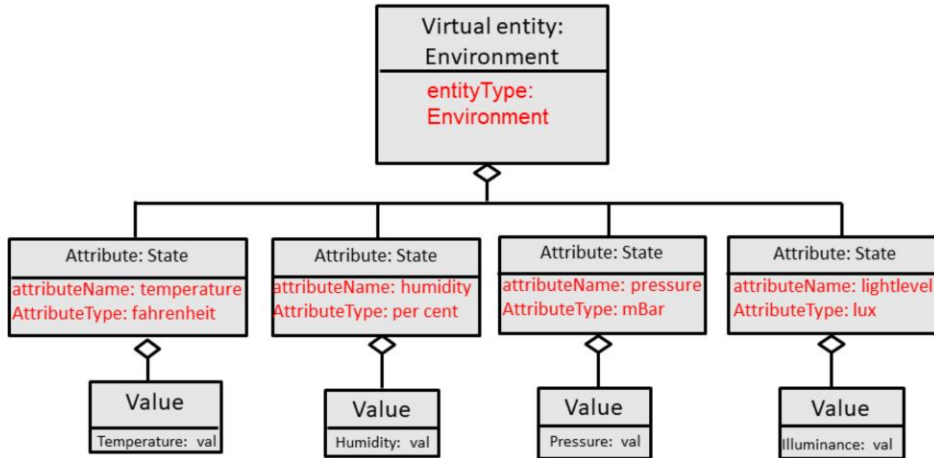 Virtual entity:
Environment
entityType:
Environment
Attribute: State
attributeName: temperature
AttributeType: fahrenheit
Attribute: State
attributeName: humidity
AttributeType: per cent
Attribute: State
attributeName: pressure
AttributeType: mBar
Attribute: State
attributeName: lightlevel
AttributeType: lux
Value
Temperature: val
Value
Humidity: val
Value
Pressure: val
Value
Illuminance: val